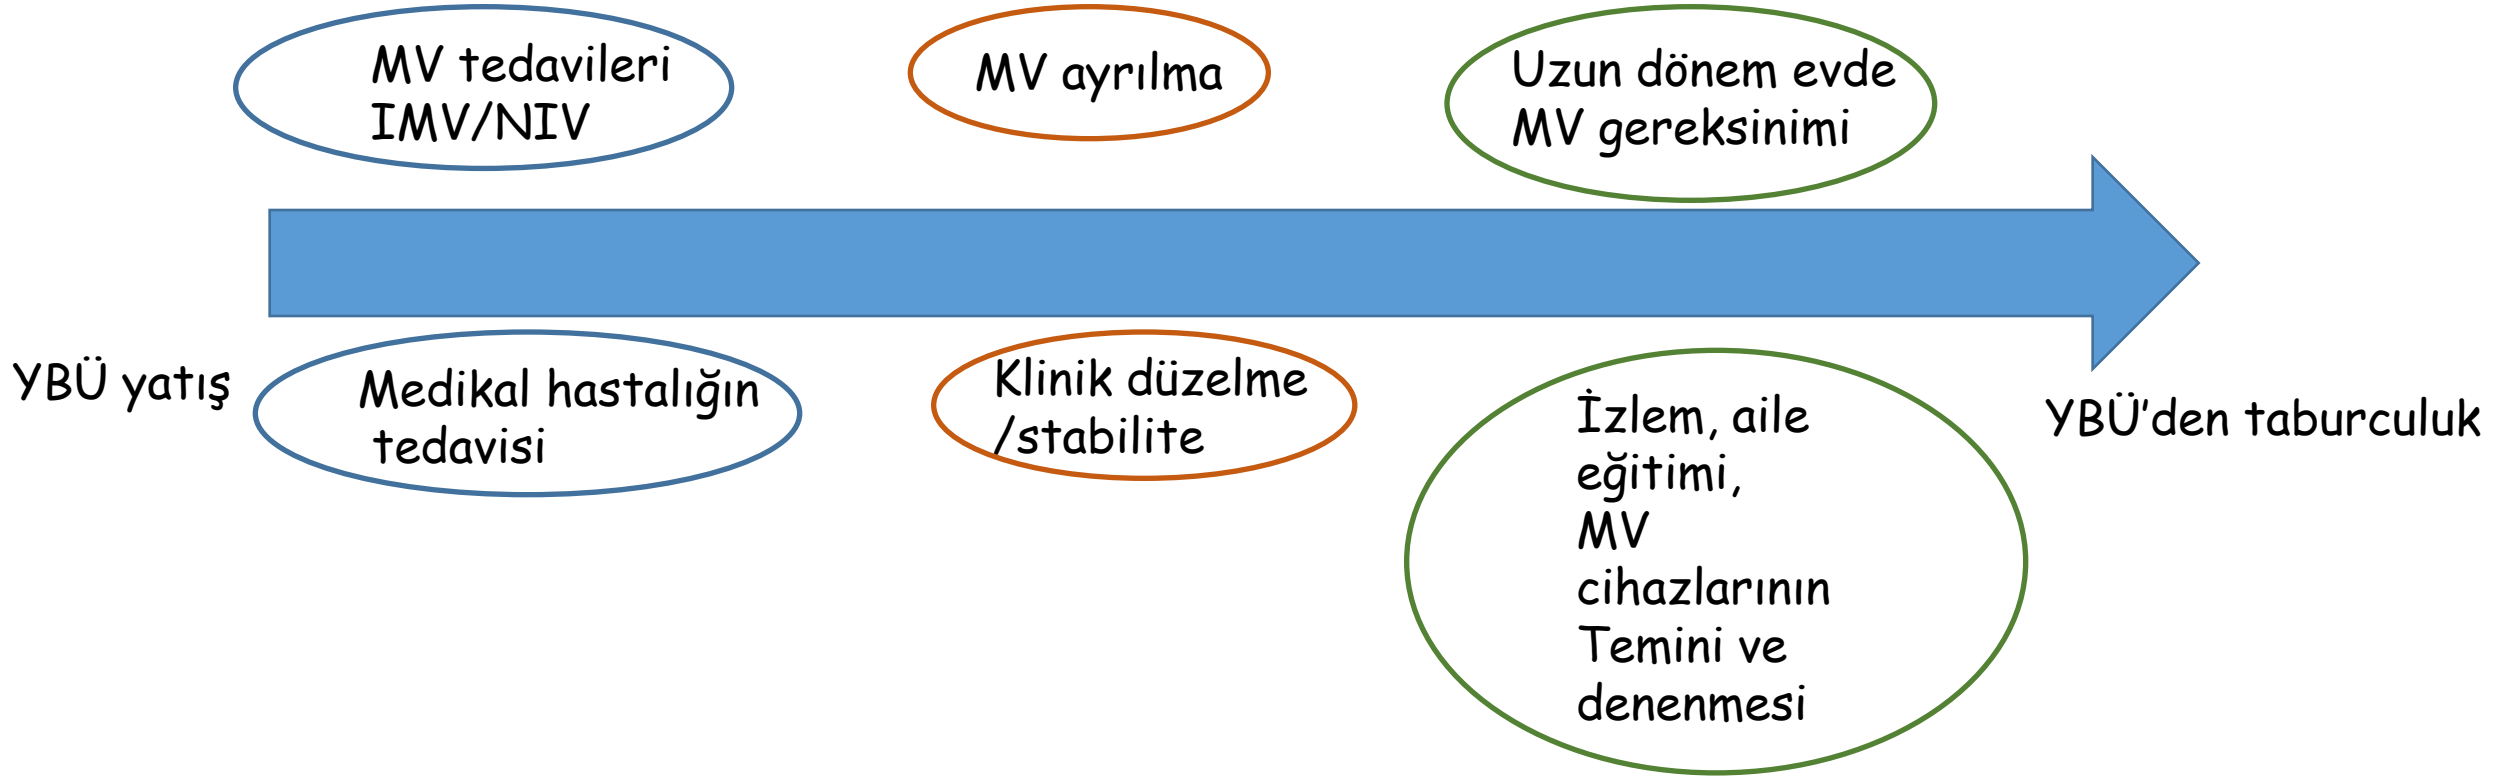 MV tedavileri
IMV/NIV
MV ayrılma
Uzun dönem evde
MV gereksinimi
YBÜ yatış
Medikal hastalığın
tedavisi
Klinik düzelme
/stabilite
İzlem, aile
eğitimi,
MV
cihazlarının
Temini ve
denenmesi
YBÜ'den taburculuk